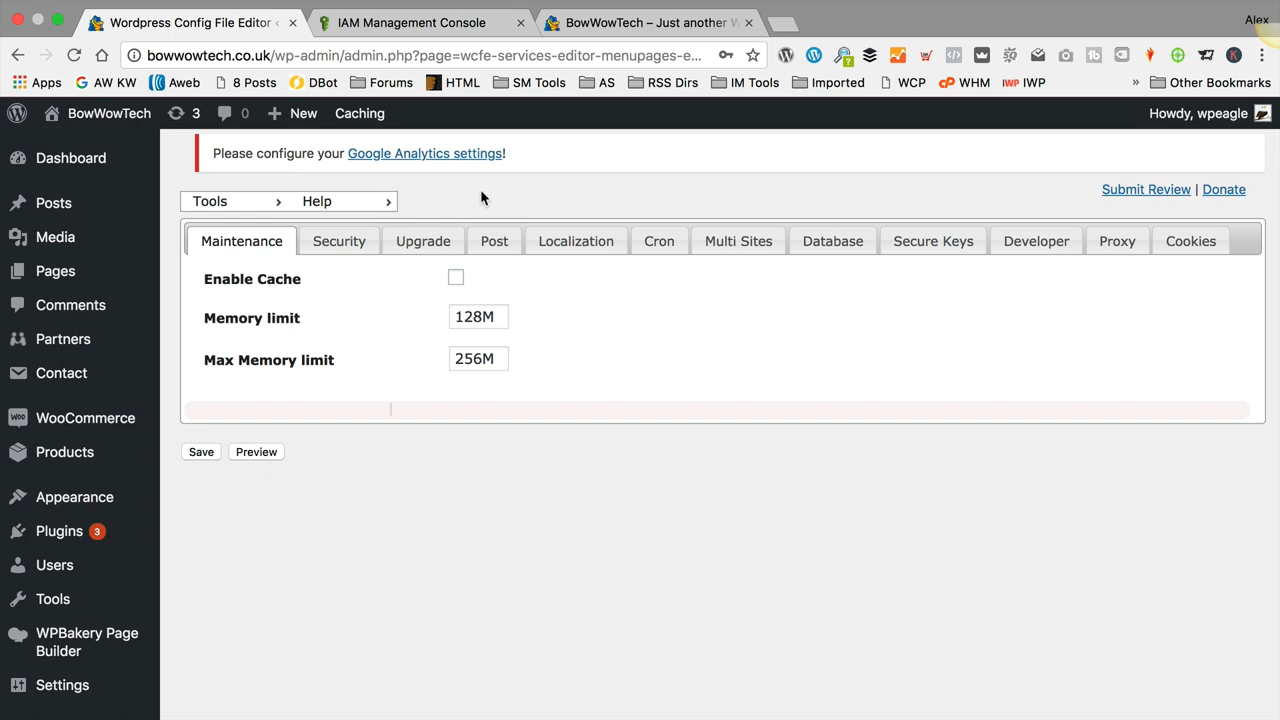 Wordpress Config File Editor
IAM Management Console
BowWowTech – Just another W
Alex
bowwowtech.co.uk/wp-admin/admin.php?page=wcfe-services-editor-menupages-e...
Apps
AW KW
Aweb
8 Posts
DBot
Forums
HTML
SM Tools
AS
RSS Dirs
IM Tools
Imported
WCP
WHM
IWP
Other Bookmarks
BowWowTech
3
0
New
Caching
Howdy, wpeagle
Dashboard
Posts
Media
Pages
Comments
Partners
Contact
WooCommerce
Products
Appearance
Plugins 3
Users
Tools
WPBakery Page
Builder
Settings
Please configure your Google Analytics settings!
Submit Review | Donate
Tools
Help
Maintenance
Security
Upgrade
Post
Localization
Cron
Multi Sites
Database
Secure Keys
Developer
Proxy
Cookies
Enable Cache
Memory limit
128M
Max Memory limit
256M
Save
Preview